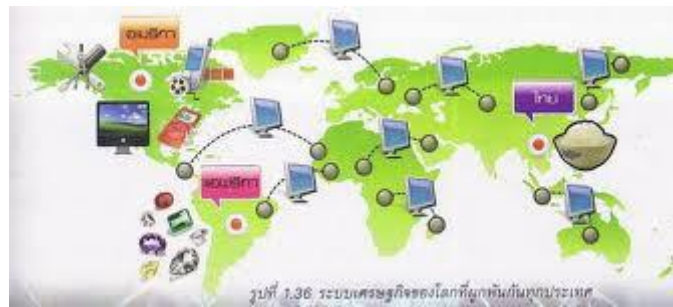 อเมริกา
ไทย
แอฟริกา
รูปที่ 1.36 ระบบเศรษฐกิจของโลกที่ผูกพันกันทุกประเทศ